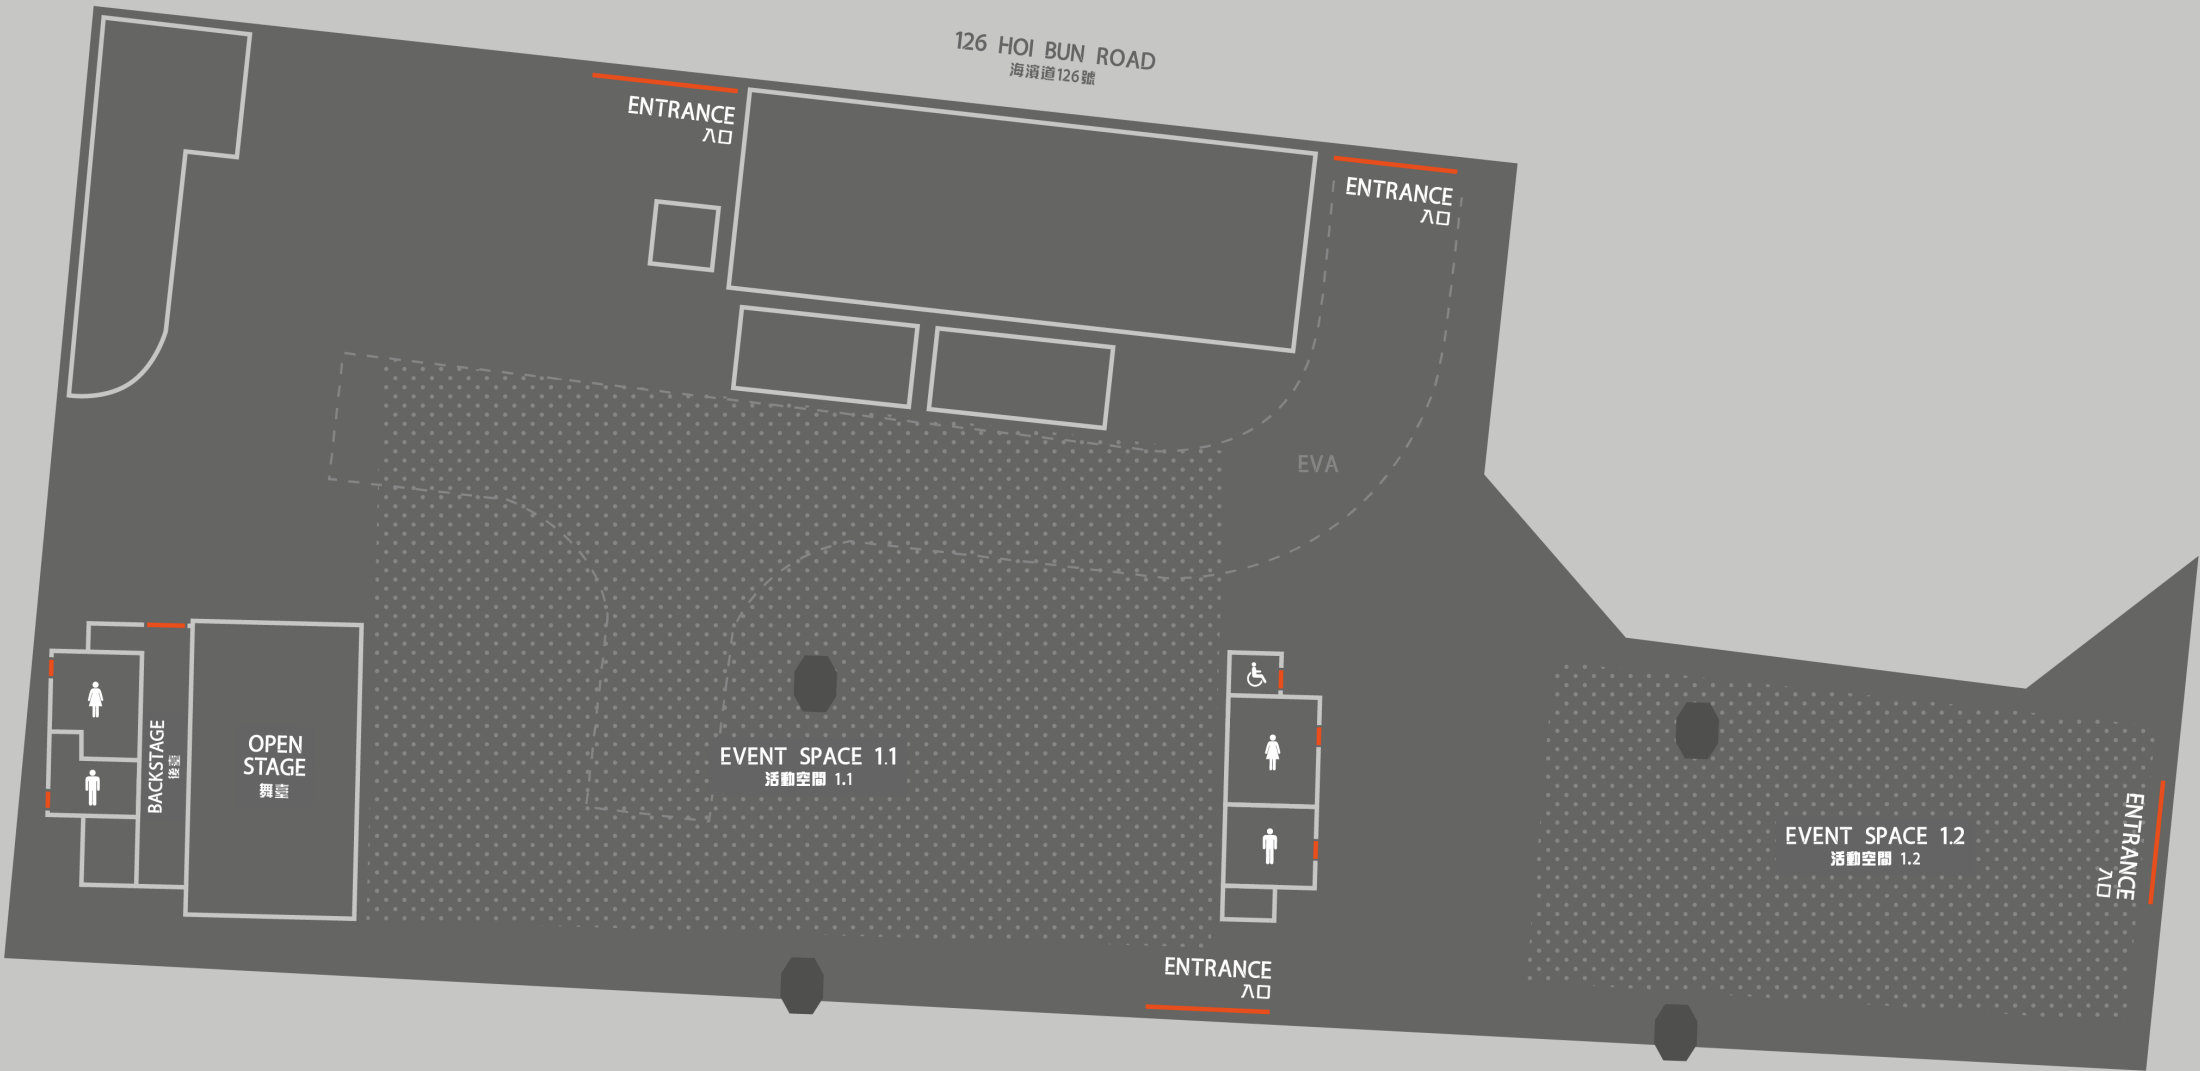 126 HOI BUN ROAD
海濱道126號
ENTRANCE
入口
ENTRANCE
入口
EVA
BACKSTAGE
後臺
OPEN
STAGE
舞臺
EVENT SPACE 1.1
活動空間 1.1
EVENT SPACE 1.2
活動空間 1.2
ENTRANCE
入口
ENTRANCE
入口